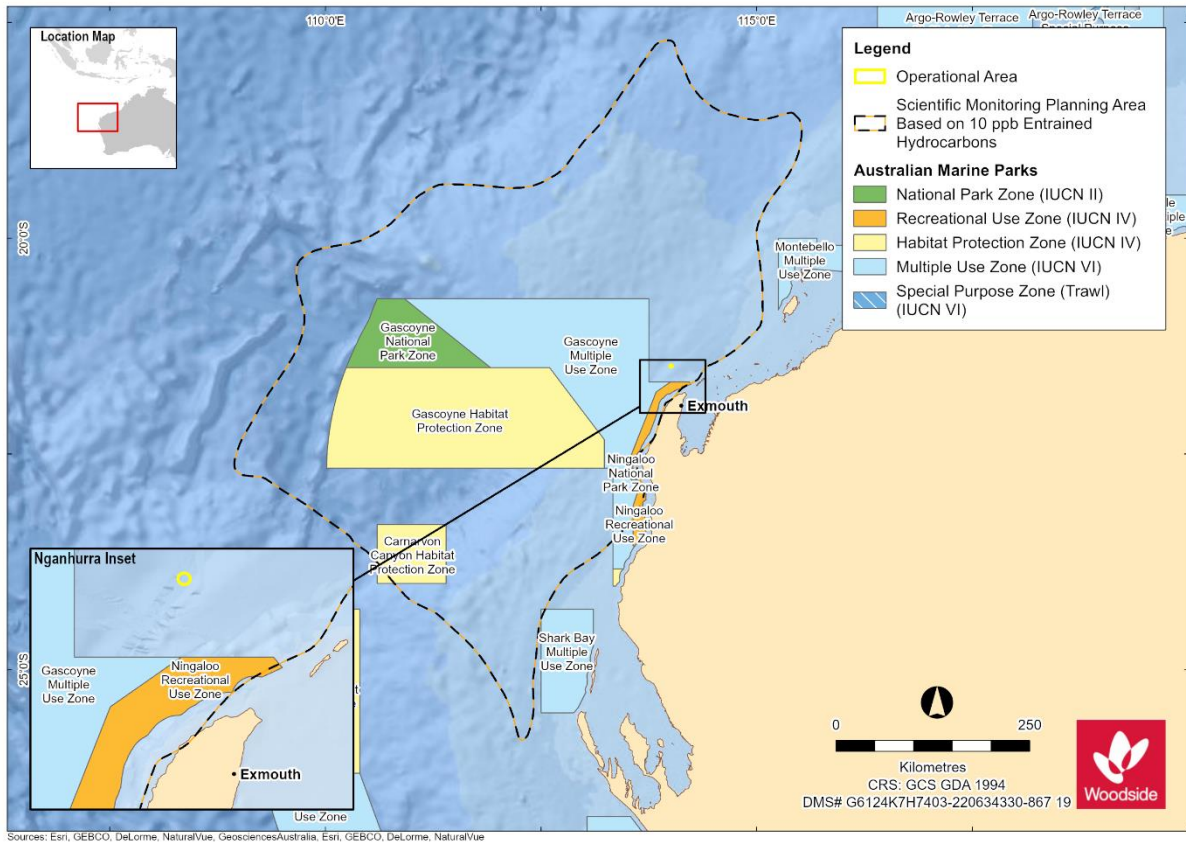 110°0'E
115°0'E
Location Map
Argo-Rowley Terrace
Multiple Use Zone
Argo-Rowley Terrace
Legend
Operational Area
Scientific Monitoring Planning Area
Based on 10 ppb Entrained
Hydrocarbons
Australian Marine Parks
National Park Zone (IUCN II)
Recreational Use Zone (IUCN IV)
Habitat Protection Zone (IUCN IV)
Multiple Use Zone (IUCN VI)
Special Purpose Zone (Trawl)
(IUCN VI)
20°0'S
Montebello
Multiple
Use Zone
Gascoyne
National
Park Zone
Gascoyne
Multiple
Use Zone
Gascoyne Habitat
Protection Zone
Exmouth
Ningaloo
National
Park Zone
Ningaloo
Recreational
Use Zone
Carnarvon
Canyon Habitat
Protection Zone
Shark Bay
Multiple
Use Zone
25°0'S
Nganhurra Inset
Gascoyne
Multiple
Use Zone
Ningaloo
Recreational
Use Zone
Exmouth
Use Zone
0
250
Kilometres
CRS: GCS GDA 1994
DMS# G6124K7H7403-220634330-867 19
Woodside
Sources: Esri, GEBCO, DeLorme, NaturalVue, GeosciencesAustralia, Esri, GEBCO, DeLorme, NaturalVue